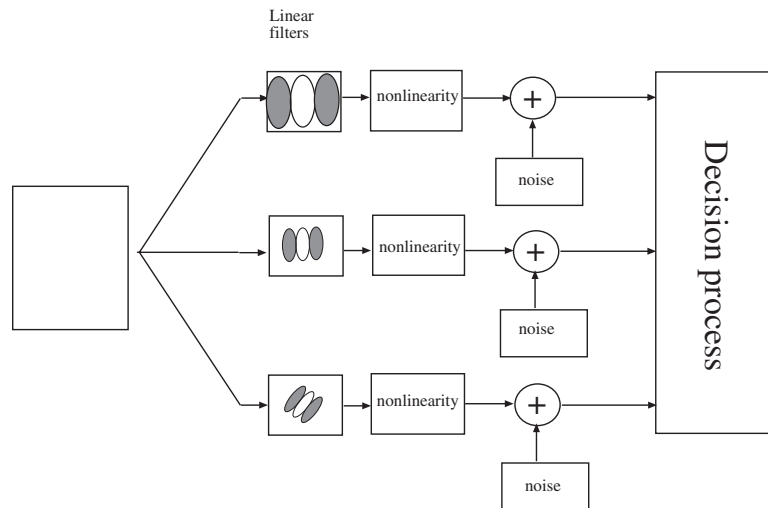 Linear
filters
nonlinearity
+
noise
nonlinearity
+
noise
nonlinearity
+
noise
Decision process